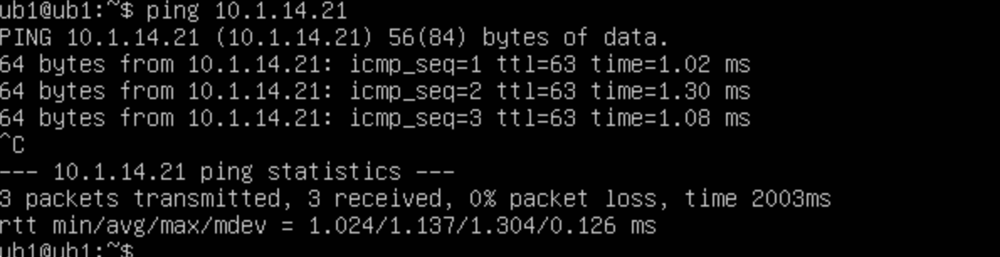 ub1@ub1:~$ ping 10.1.14.21
PING 10.1.14.21 (10.1.14.21) 56(84) bytes of data.
64 bytes from 10.1.14.21: icmp_seq=1 ttl=63 time=1.02 ms
64 bytes from 10.1.14.21: icmp_seq=2 ttl=63 time=1.30 ms
64 bytes from 10.1.14.21: icmp_seq=3 ttl=63 time=1.08 ms
^C
--- 10.1.14.21 ping statistics ---
3 packets transmitted, 3 received, 0% packet loss, time 2003ms
rtt min/avg/max/mdev = 1.024/1.137/1.304/0.126 ms
ub1@ub1:~$